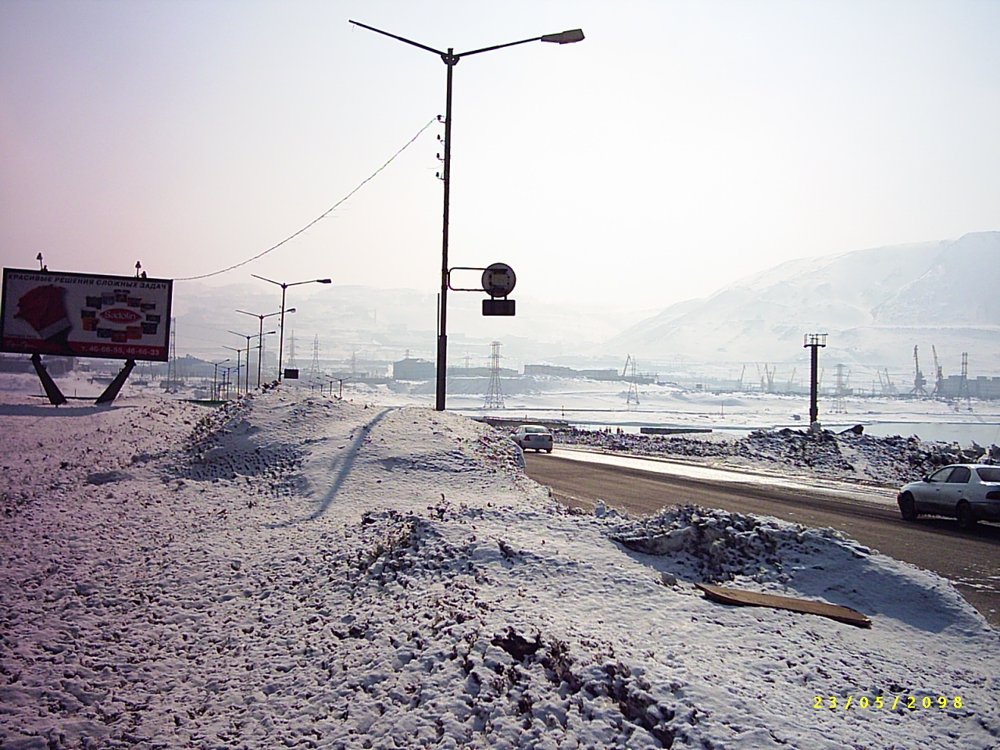 КРАСИВЫЕ РЕШЕНИЯ СЛОЖНЫХ ЗАДАЧ
Sadolin
т. 46-66-55, 46-66-33
23/05/2098